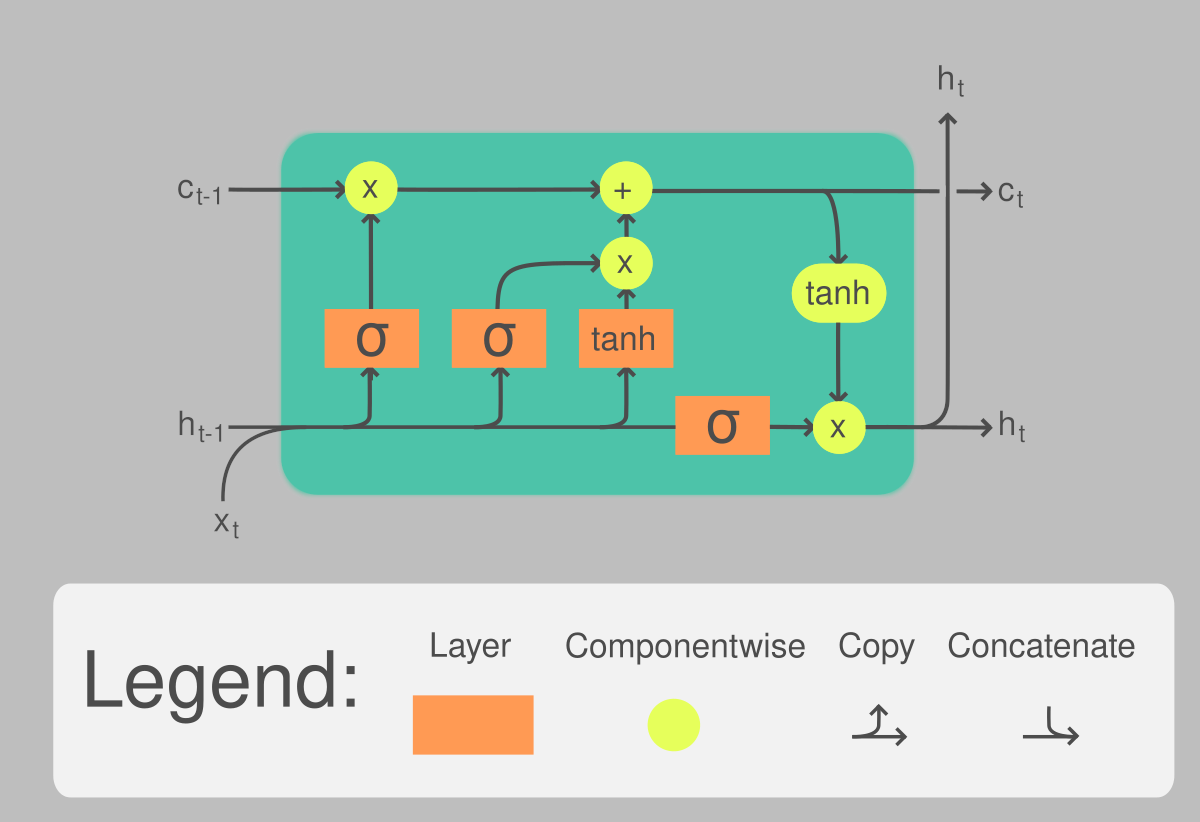 h_t
c_{t-1} x + c_t
x
tanh
σ σ tanh
h_{t-1} σ x h_t
x_t
Layer Componentwise Copy Concatenate
Legend: